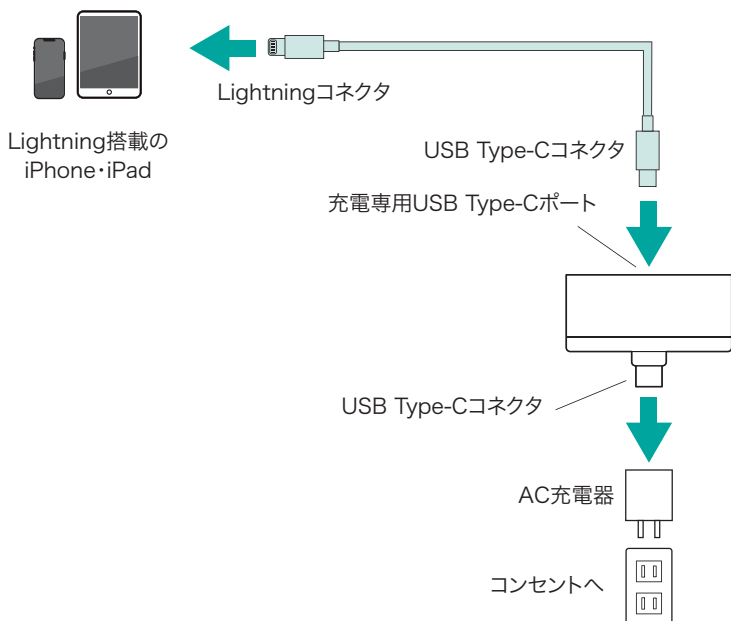 Lightningコネクタ
Lightning搭載の
iPhone・iPad
USB Type-Cコネクタ
充電専用USB Type-Cポート
USB Type-Cコネクタ
AC充電器
コンセントへ